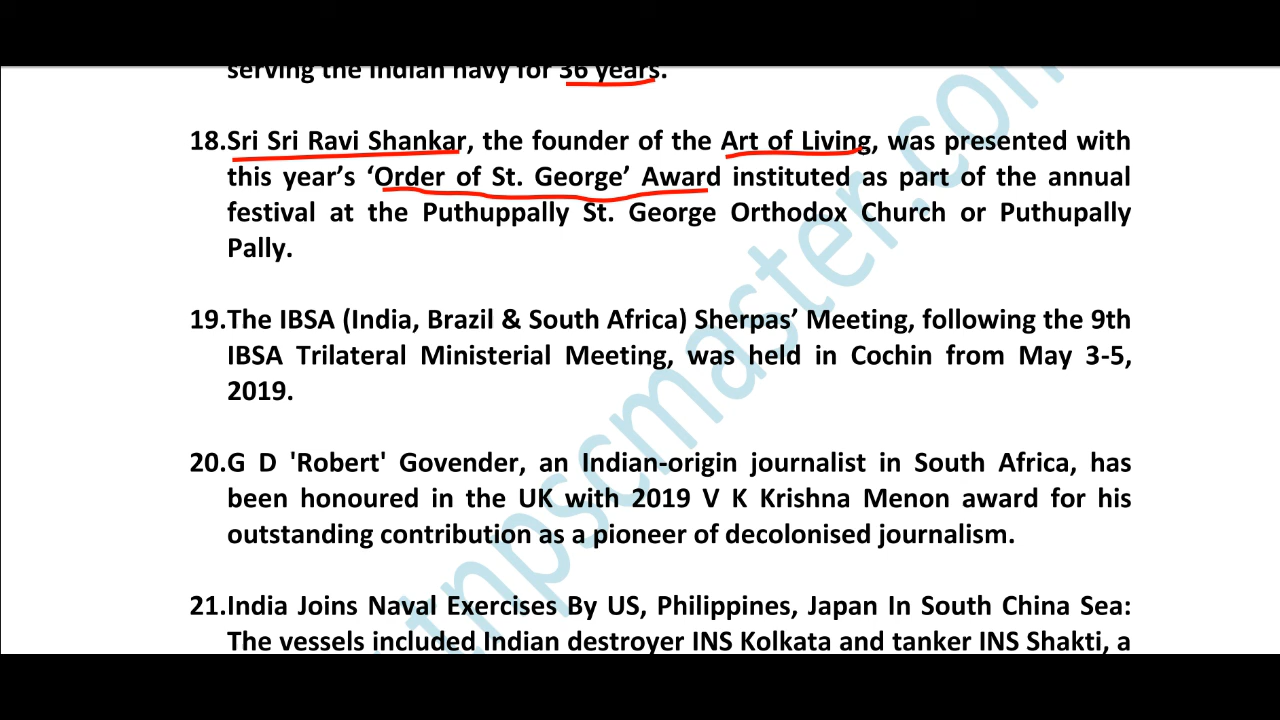 serving the Indian navy for 36 years.
18.Sri Sri Ravi Shankar, the founder of the Art of Living, was presented with
this year’s ‘Order of St. George’ Award instituted as part of the annual
festival at the Puthuppally St. George Orthodox Church or Puthupally
Pally.
19.The IBSA (India, Brazil & South Africa) Sherpas’ Meeting, following the 9th
IBSA Trilateral Ministerial Meeting, was held in Cochin from May 3-5,
2019.
20.G D 'Robert' Govender, an Indian-origin journalist in South Africa, has
been honoured in the UK with 2019 V K Krishna Menon award for his
outstanding contribution as a pioneer of decolonised journalism.
21.India Joins Naval Exercises By US, Philippines, Japan In South China Sea:
The vessels included Indian destroyer INS Kolkata and tanker INS Shakti, a
tnpscmaster.com